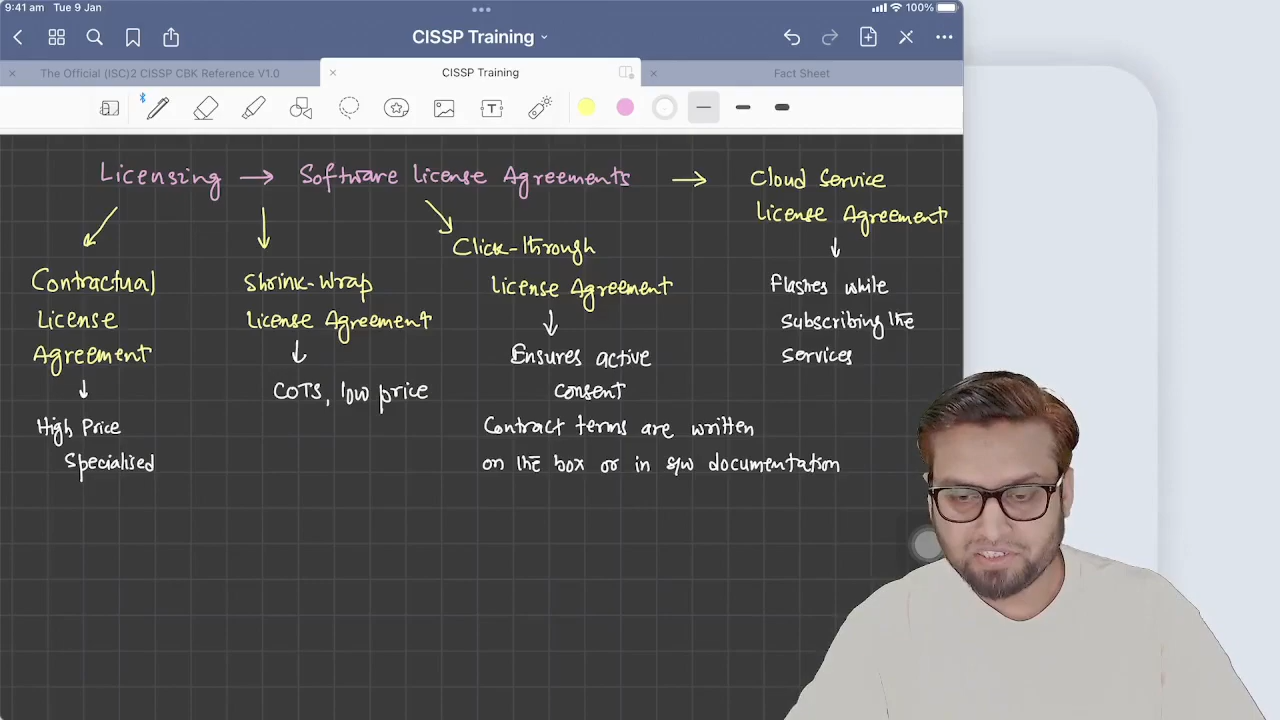 9:41 am Tue 9 Jan
100%
CISSP Training
The Official (ISC)2 CISSP CBK Reference V1.0
CISSP Training
Fact Sheet
T
Licensing → Software License Agreements → Cloud Service
License Agreement
Contractual
License
Agreement
High Price
Specialised
Shrink-Wrap
License Agreement
COTS, low price
Click-through
License Agreement
Ensures active
consent
Contract terms are written
on the box or in s/w documentation
Flashes while
subscribing the
services